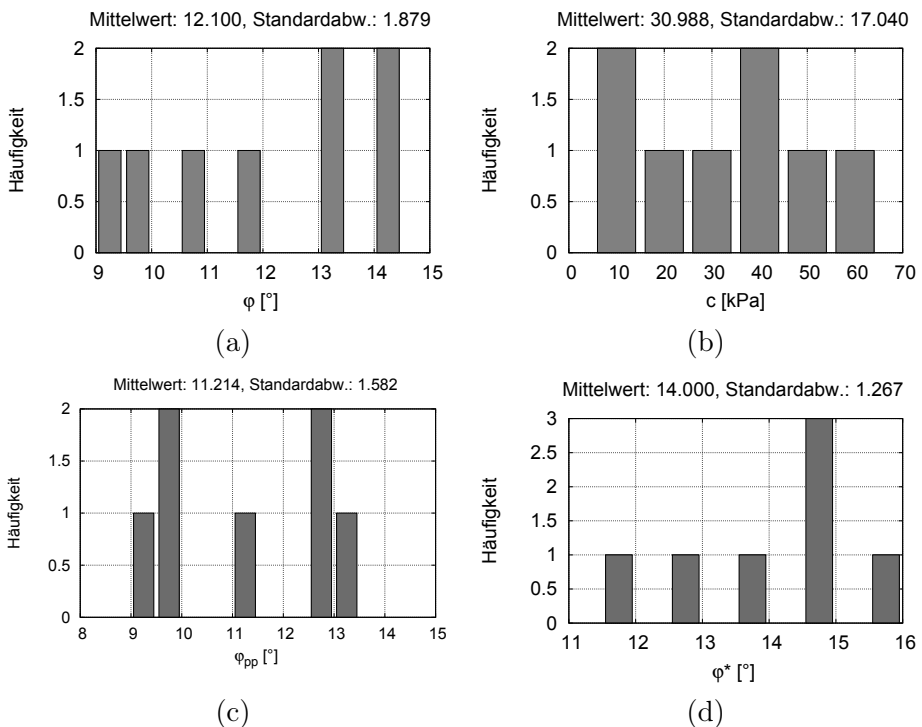 Mittelwert: 12.100, Standardabw.: 1.879
Häufigkeit
2
1.5
1
0.5
0
9 10 11 12 13 14 15
φ [°]
(a)
Mittelwert: 30.988, Standardabw.: 17.040
Häufigkeit
2
1.5
1
0.5
0
0 10 20 30 40 50 60 70
c [kPa]
(b)
Mittelwert: 11.214, Standardabw.: 1.582
Häufigkeit
2
1.5
1
0.5
0
8 9 10 11 12 13 14 15
φpp [°]
(c)
Mittelwert: 14.000, Standardabw.: 1.267
Häufigkeit
3
2.5
2
1.5
1
0.5
0
11 12 13 14 15 16
φ* [°]
(d)